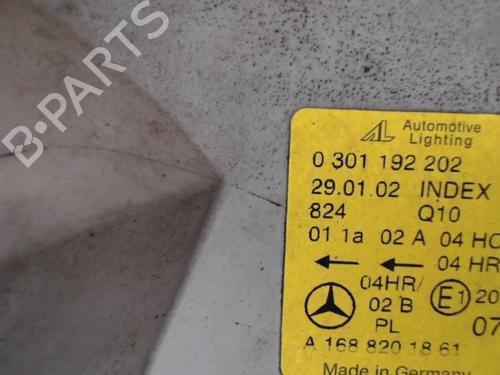 B-PARTS
AL Automotive
Lighting
0 301 192 202
29.01.02 INDEX
824 Q10
01 1a 02 A 04 HC
04 HR
04HR/ E1 20
02 B
PL 07
A 168 820 18 61
Made in Germany